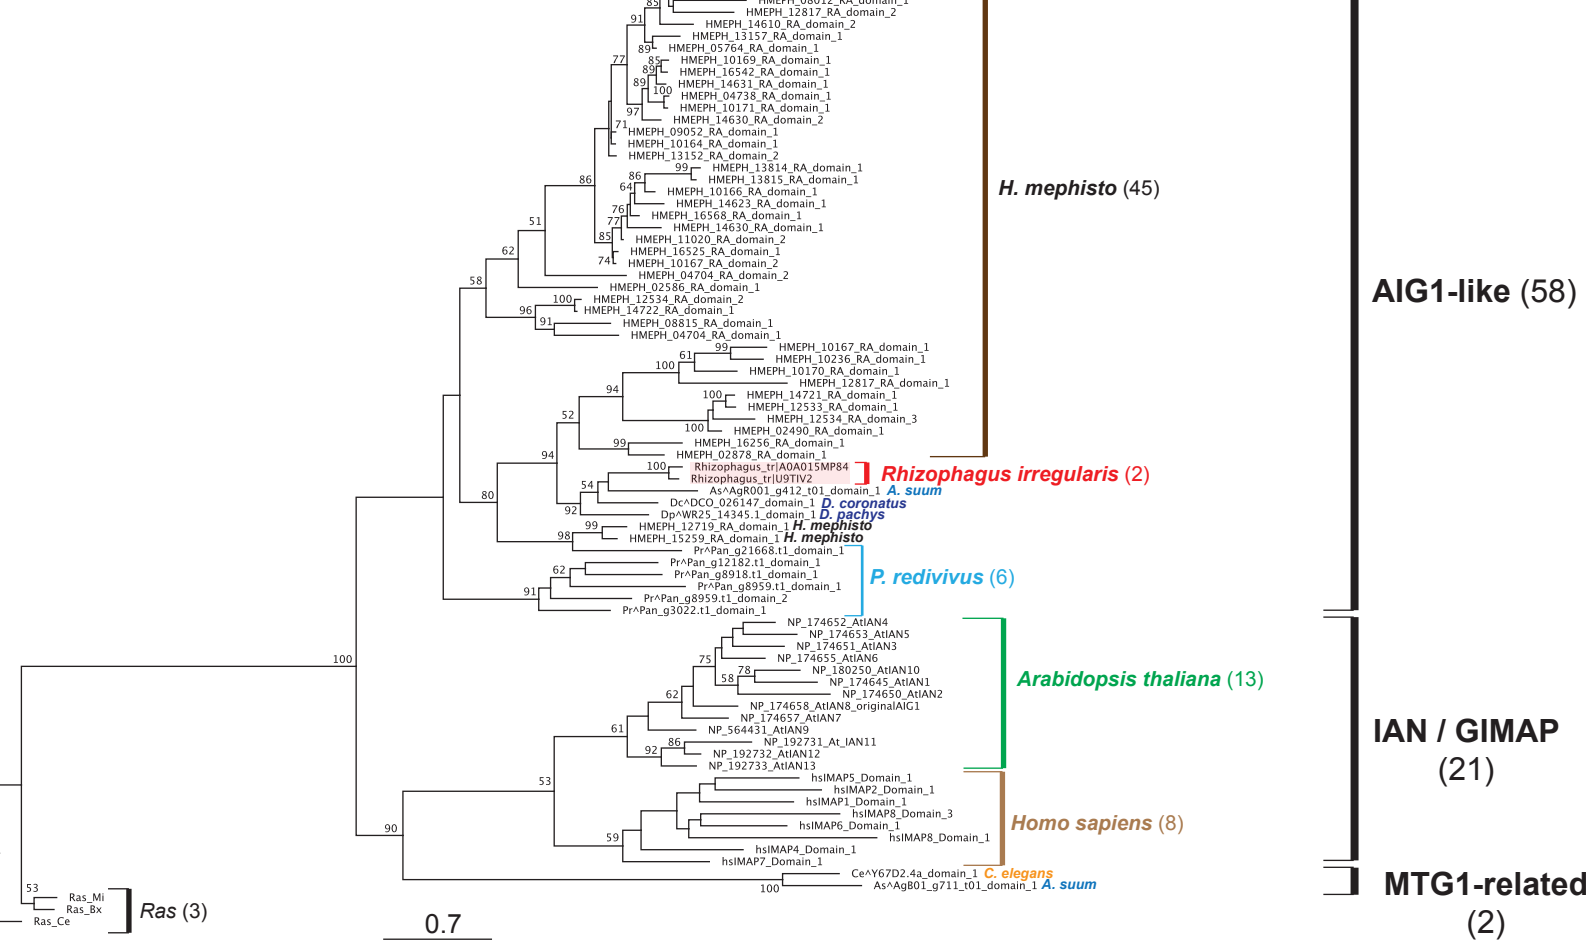 85
HMEPH_12817_RA_domain_2
91
HMEPH_14610_RA_domain_2
HMEPH_13157_RA_domain_1
89
HMEPH_05764_RA_domain_1
77
85
HMEPH_10169_RA_domain_1
89
HMEPH_16542_RA_domain_1
89
HMEPH_14631_RA_domain_1
100
HMEPH_04738_RA_domain_1
HMEPH_10171_RA_domain_1
97
HMEPH_14630_RA_domain_2
71
HMEPH_09052_RA_domain_1
HMEPH_10164_RA_domain_1
HMEPH_13152_RA_domain_2
99
HMEPH_13814_RA_domain_1
86
86
HMEPH_13815_RA_domain_1
64
HMEPH_10166_RA_domain_1
H. mephisto (45)
HMEPH_14623_RA_domain_1
76
HMEPH_16568_RA_domain_1
51
77
HMEPH_14630_RA_domain_1
85
HMEPH_11020_RA_domain_2
62
HMEPH_16525_RA_domain_1
74
HMEPH_10167_RA_domain_2
58
HMEPH_04704_RA_domain_2
HMEPH_02586_RA_domain_1
AIG1-like (58)
100
HMEPH_12534_RA_domain_2
96
HMEPH_14722_RA_domain_1
91
HMEPH_08815_RA_domain_1
HMEPH_04704_RA_domain_1
99
HMEPH_10167_RA_domain_1
61
HMEPH_10236_RA_domain_1
100
HMEPH_10170_RA_domain_1
HMEPH_12817_RA_domain_1
94
100
HMEPH_14721_RA_domain_1
HMEPH_12533_RA_domain_1
52
HMEPH_12534_RA_domain_3
100
HMEPH_02490_RA_domain_1
99
HMEPH_16256_RA_domain_1
94
HMEPH_02878_RA_domain_1
100
Rhizophagus_tr|A0A015MP84
Rhizophagus irregularis (2)
Rhizophagus_tr|U9TIV2
54
As^AgR001_g412_t01_domain_1 A. suum
80
Dc^DCO_026147_domain_1 D. coronatus
92
Dp^WR25_14345.1_domain_1 D. pachys
99
HMEPH_12719_RA_domain_1 H. mephisto
98
HMEPH_15259_RA_domain_1 H. mephisto
Pr^Pan_g21668.t1_domain_1
Pr^Pan_g12182.t1_domain_1
62
Pr^Pan_g8918.t1_domain_1
P. redivivus (6)
Pr^Pan_g8959.t1_domain_1
91
Pr^Pan_g8959.t1_domain_2
Pr^Pan_g3022.t1_domain_1
NP_174652_AtIAN4
NP_174653_AtIAN5
NP_174651_AtIAN3
100
75
NP_174655_AtIAN6
78
NP_180250_AtIAN10
58
NP_174645_AtIAN1
Arabidopsis thaliana (13)
62
NP_174650_AtIAN2
NP_174658_AtIAN8_originalAIG1
NP_174657_AtIAN7
61
NP_564431_AtIAN9
IAN / GIMAP
(21)
86
NP_192731_At_IAN11
92
NP_192732_AtIAN12
NP_192733_AtIAN13
53
hsIMAP5_Domain_1
hsIMAP2_Domain_1
hsIMAP1_Domain_1
hsIMAP8_Domain_3
90
hsIMAP6_Domain_1
Homo sapiens (8)
59
hsIMAP8_Domain_1
hsIMAP4_Domain_1
hsIMAP7_Domain_1
Ce^Y67D2.4a_domain_1 C. elegans
100
As^AgB01_g711_t01_domain_1 A. suum
MTG1-related
(2)
53
Ras_Mi
Ras_Bx
Ras (3)
Ras_Ce
0.7